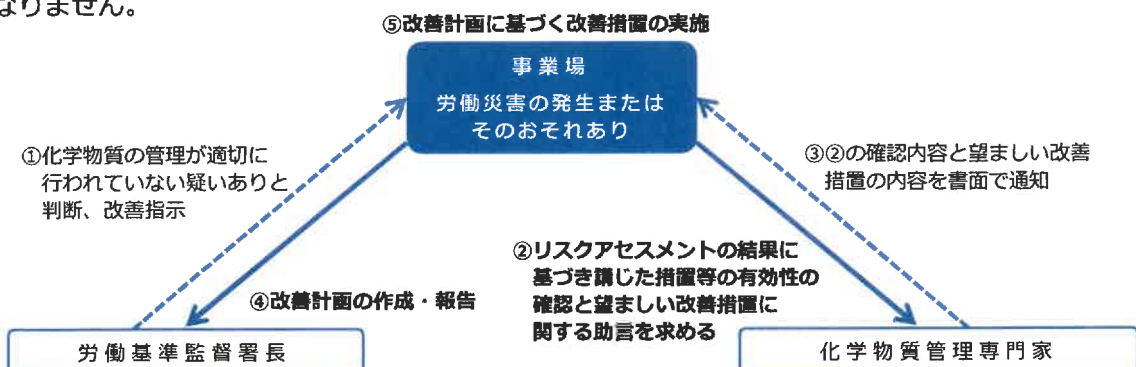 なりません。
⑤改善計画に基づく改善措置の実施
事業場
労働災害の発生または
そのおそれあり
①化学物質の管理が適切に
行われていない疑いありと
判断、改善指示
③②の確認内容と望ましい改善
措置の内容を書面で通知
②リスクアセスメントの結果に
基づき講じた措置等の有効性の
確認と望ましい改善措置に
関する助言を求める
④改善計画の作成・報告
労働基準監督署長
化学物質管理専門家